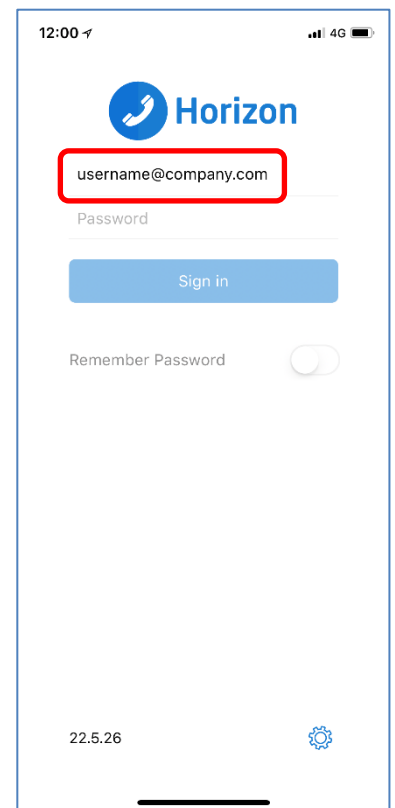 12:00 4G
Horizon
username@company.com
Password
Sign in
Remember Password
22.5.26